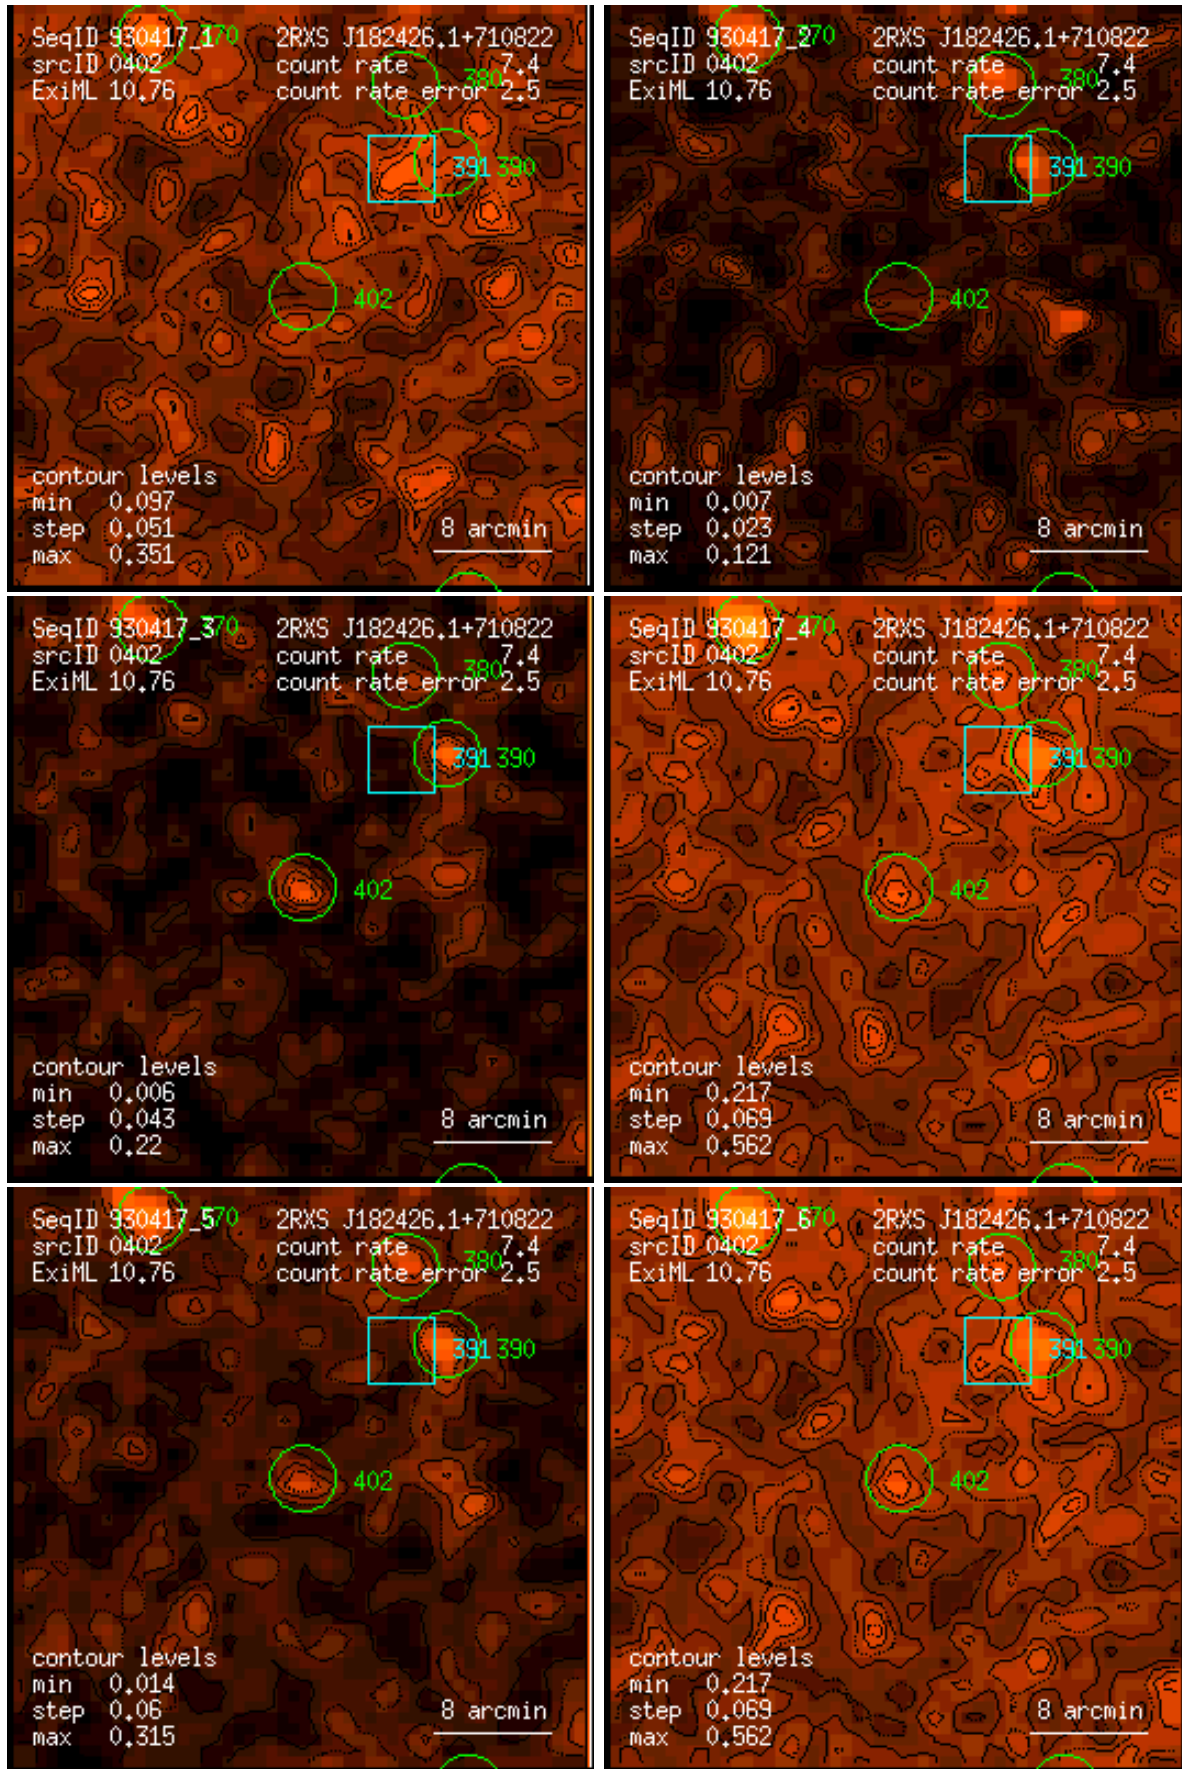 SeqID 930417_1 370 2RXS J182426.1+710822
srcID 0402 count rate 7.4
380
ExiML 10.76 count rate error 2.5
391 390
402
contour levels
min 0.097
step 0.051 8 arcmin
max 0.351
SeqID 930417_2 370 2RXS J182426.1+710822
srcID 0402 count rate 7.4
380
ExiML 10.76 count rate error 2.5
391 390
402
contour levels
min 0.007
step 0.023 8 arcmin
max 0.121
SeqID 930417_3 370 2RXS J182426.1+710822
srcID 0402 count rate 7.4
380
ExiML 10.76 count rate error 2.5
391 390
402
contour levels
min 0.006
step 0.043 8 arcmin
max 0.22
SeqID 930417_4 370 2RXS J182426.1+710822
srcID 0402 count rate 7.4
380
ExiML 10.76 count rate error 2.5
391 390
402
contour levels
min 0.217
step 0.069 8 arcmin
max 0.562
SeqID 930417_5 370 2RXS J182426.1+710822
srcID 0402 count rate 7.4
380
ExiML 10.76 count rate error 2.5
391 390
402
contour levels
min 0.014
step 0.06 8 arcmin
max 0.315
SeqID 930417_6 370 2RXS J182426.1+710822
srcID 0402 count rate 7.4
380
ExiML 10.76 count rate error 2.5
391 390
402
contour levels
min 0.217
step 0.069 8 arcmin
max 0.562